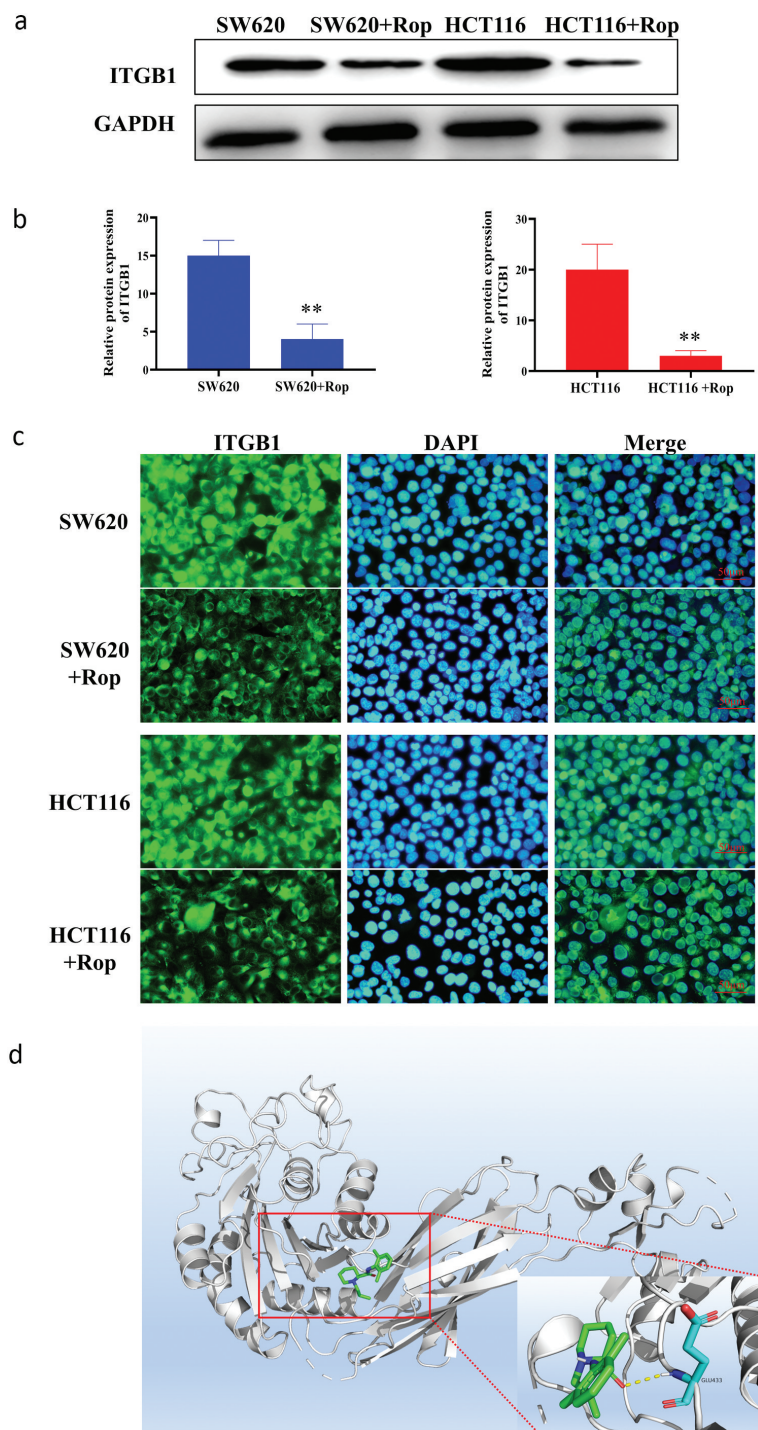 a
SW620 SW620+Rop HCT116 HCT116+Rop
ITGB1
GAPDH
b
Relative protein expression
of ITGB1
20
15
10
5
0
**
SW620 SW620+Rop
Relative protein expression
of ITGB1
30
20
10
0
**
HCT116 HCT116 +Rop
c
ITGB1 DAPI Merge
SW620
50μm
SW620
+Rop
HCT116
HCT116
+Rop
d
GLU433